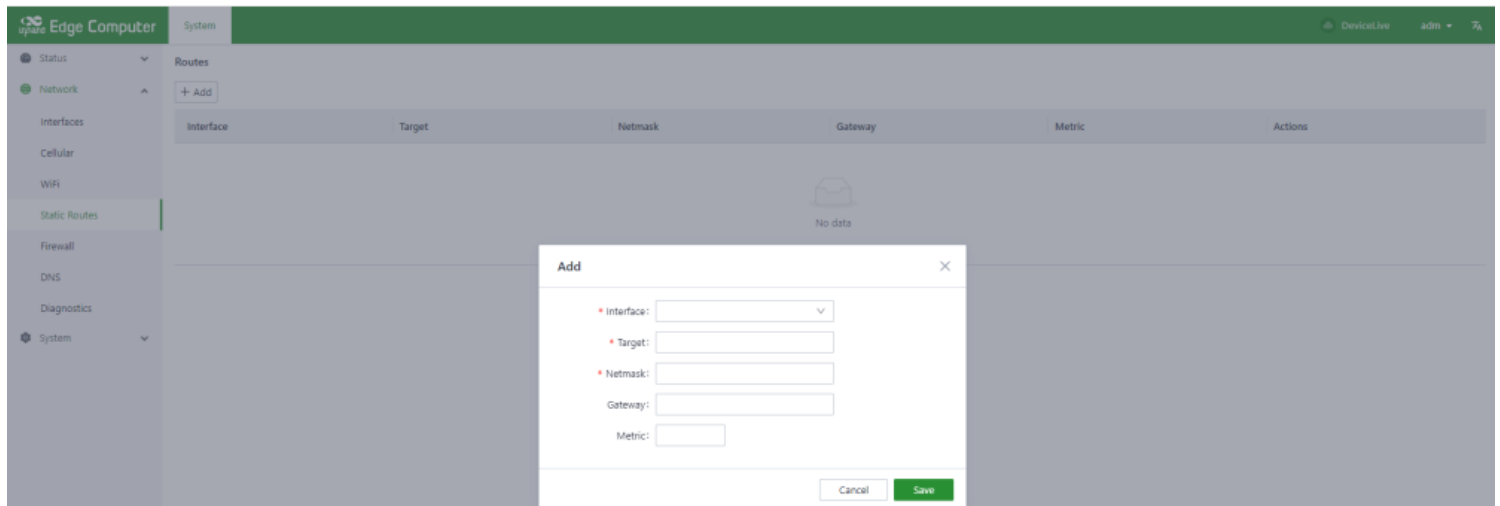 inhand Edge Computer System DeviceLive adm
Status Routes
Network + Add
Interfaces Interface Target Netmask Gateway Metric Actions
Cellular
WiFi
Static Routes No data
Firewall
Add
DNS
* Interface:
Diagnostics
System * Target:
* Netmask:
Gateway:
Metric:
Cancel Save